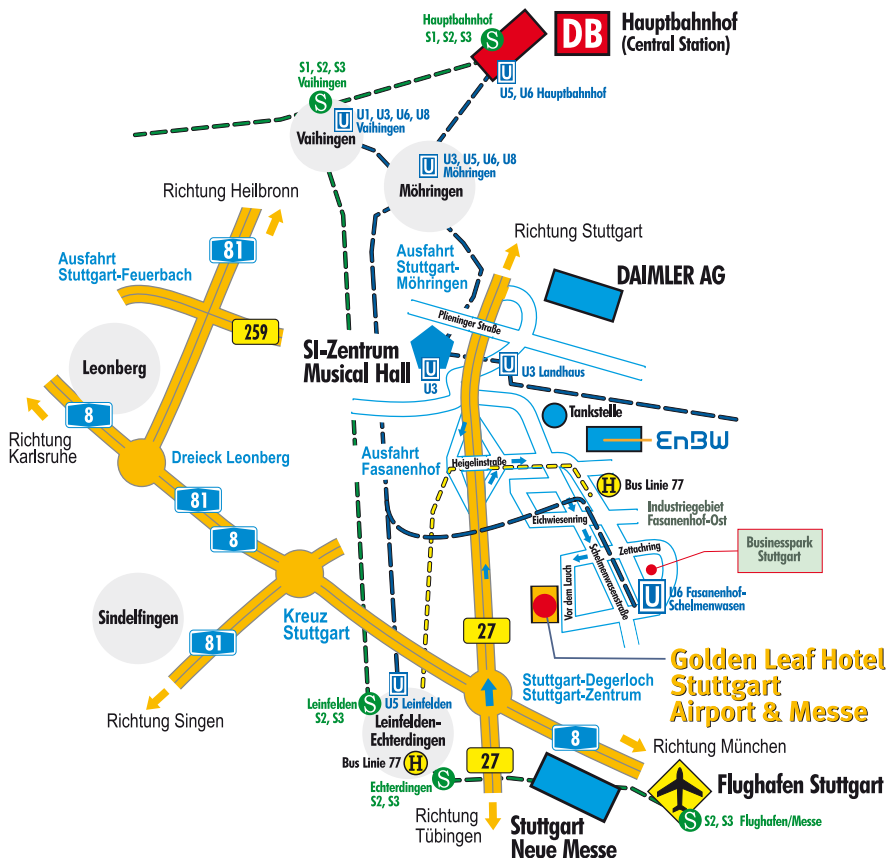 Hauptbahnhof
S1, S2, S3
S
DB
Hauptbahnhof
(Central Station)
U
U5, U6 Hauptbahnhof
S1, S2, S3
Vaihingen
S
U
U1, U3, U6, U8
Vaihingen
Vaihingen
U
U3, U5, U6, U8
Möhringen
Möhringen
Richtung Heilbronn
81
Ausfahrt
Stuttgart-Feuerbach
259
Richtung Stuttgart
Ausfahrt
Stuttgart-
Möhringen
DAIMLER AG
Plieninger Straße
SI-Zentrum
Musical Hall
U
U3
U
U3 Landhaus
Leonberg
8
Richtung
Karlsruhe
Dreieck Leonberg
Tankstelle
EnBW
Ausfahrt
Fasanenhof
Heigelinstraße
H
Bus Linie 77
Industriegebiet
Fasanenhof-Ost
81
8
Eichwiesenring
Schelmenwasenstraße
Zettachring
Businesspark
Stuttgart
Vor dem Lauch
U
U6 Fasanenhof-
Schelmenwasen
Sindelfingen
Kreuz
Stuttgart
81
27
Golden Leaf Hotel
Stuttgart
Airport & Messe
Richtung Singen
Leinfelden
S2, S3
S
U
U5 Leinfelden
Stuttgart-Degerloch
Stuttgart-Zentrum
Leinfelden-
Echterdingen
Bus Linie 77
H
8
Richtung München
27
Echterdingen
S2, S3
S
Richtung
Tübingen
Stuttgart
Neue Messe
Flughafen Stuttgart
S
S2, S3 Flughafen/Messe